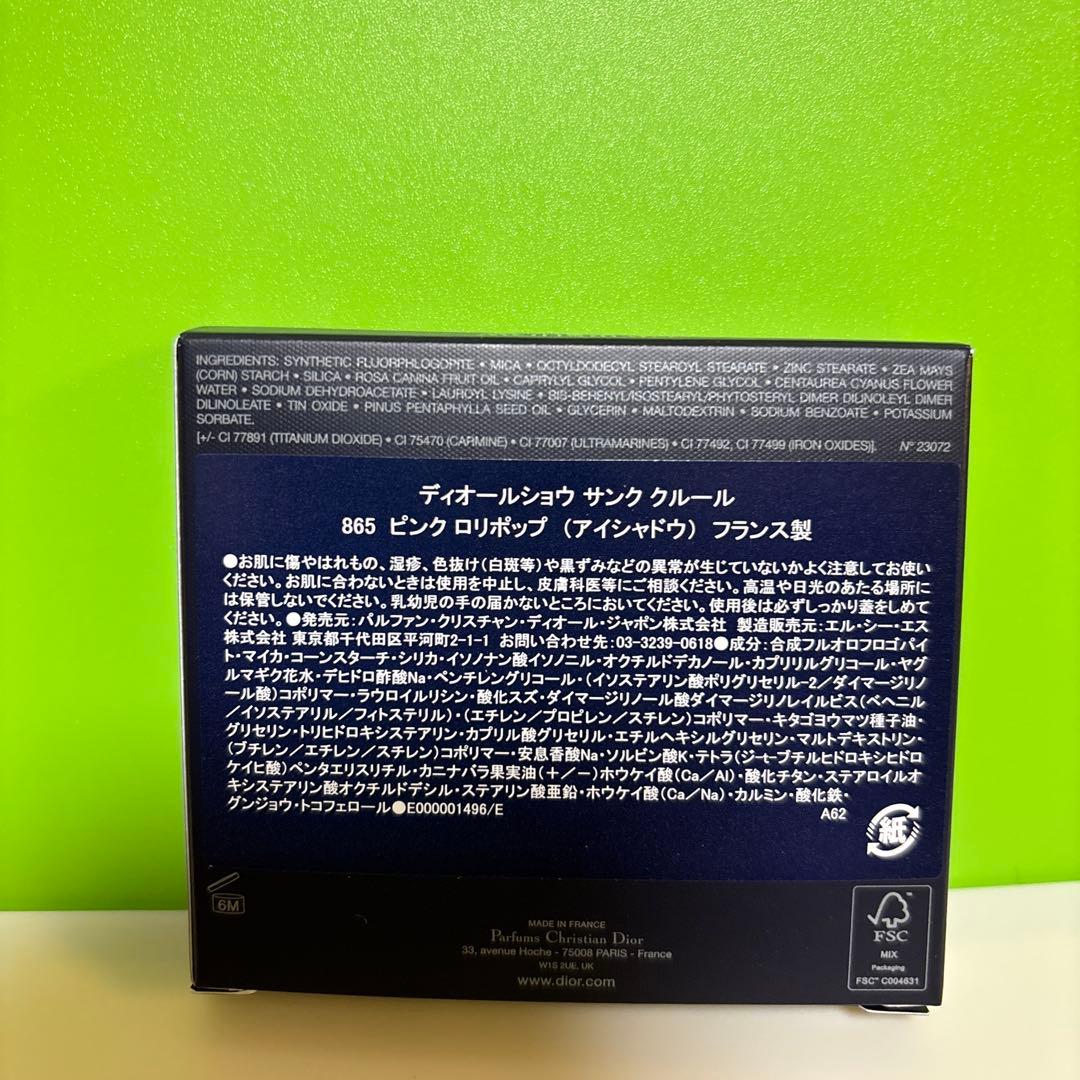 INGREDIENTS: SYNTHETIC FLUORPHLOGOPITE • MICA • OCTYLDODECYL STEAROYL STEARATE • ZINC STEARATE • ZEA MAYS
(CORN) STARCH • SILICA • ROSA CANINA FRUIT OIL • CAPRYLYL GLYCOL • PENTYLENE GLYCOL • CENTAUREA CYANUS FLOWER
WATER • SODIUM DEHYDROACETATE • LAUROYL LYSINE • BIS-BEHENYL/ISOSTEARYL/PHYTOSTERYL DIMER DILINOLEYL DIMER
DILINOLEATE • TIN OXIDE • PINUS PENTAPHYLLA SEED OIL • GLYCERIN • MALTODEXTRIN • SODIUM BENZOATE • POTASSIUM
SORBATE.
[+/- CI 77891 (TITANIUM DIOXIDE) • CI 75470 (CARMINE) • CI 77007 (ULTRAMARINES) • CI 77492, CI 77499 (IRON OXIDES)]. N° 23072
ディオールショウ サンク クルール
865 ピンク ロリポップ （アイシャドウ） フランス製
●お肌に傷やはれもの、湿疹、色抜け（白斑等）や黒ずみなどの異常が生じていないかよく注意してお使い
ください。お肌に合わないときは使用を中止し、皮膚科医等にご相談ください。高温や日光のあたる場所に
は保管しないでください。乳幼児の手の届かないところにおいてください。使用後は必ずしっかり蓋をしめて
ください。●発売元：パルファン・クリスチャン・ディオール・ジャポン株式会社 製造販売元：エル・シー・エス
株式会社 東京都千代田区平河町2-1-1 お問い合わせ先：03-3239-0618●成分：合成フルオロフロゴパイ
ト・マイカ・コーンスターチ・シリカ・イソノナン酸イソノニル・オクチルドデカノール・カプリリルグリコール・ヤグ
ルマギク花水・デヒドロ酢酸Na・ペンチレングリコール・（イソステアリン酸ポリグリセリル-2／ダイマージリノ
ール酸）コポリマー・ラウロイルリシン・酸化スズ・ダイマージリノール酸ダイマージリノレイルビス（ベヘニル
／イソステアリル／フィトステリル）・（エチレン／プロピレン／スチレン）コポリマー・キタゴヨウマツ種子油・
グリセリン・トリヒドロキシステアリン・カプリル酸グリセリル・エチルヘキシルグリセリン・マルトデキストリン・
（ブチレン／エチレン／スチレン）コポリマー・安息香酸Na・ソルビン酸K・テトラ（ジ-t-ブチルヒドロキシヒドロ
ケイヒ酸）ペンタエリスリチル・カニナバラ果実油（＋／－）ホウケイ酸（Ca／Al）・酸化チタン・ステアロイルオ
キシステアリン酸オクチルドデシル・ステアリン酸亜鉛・ホウケイ酸（Ca／Na）・カルミン・酸化鉄・
グンジョウ・トコフェロール●E000001496/E A62
紙
6M
MADE IN FRANCE
Parfums Christian Dior
33, avenue Hoche - 75008 PARIS - France
W1S 2UE, UK
www.dior.com
FSC
MIX
Packaging
FSC™ C004631